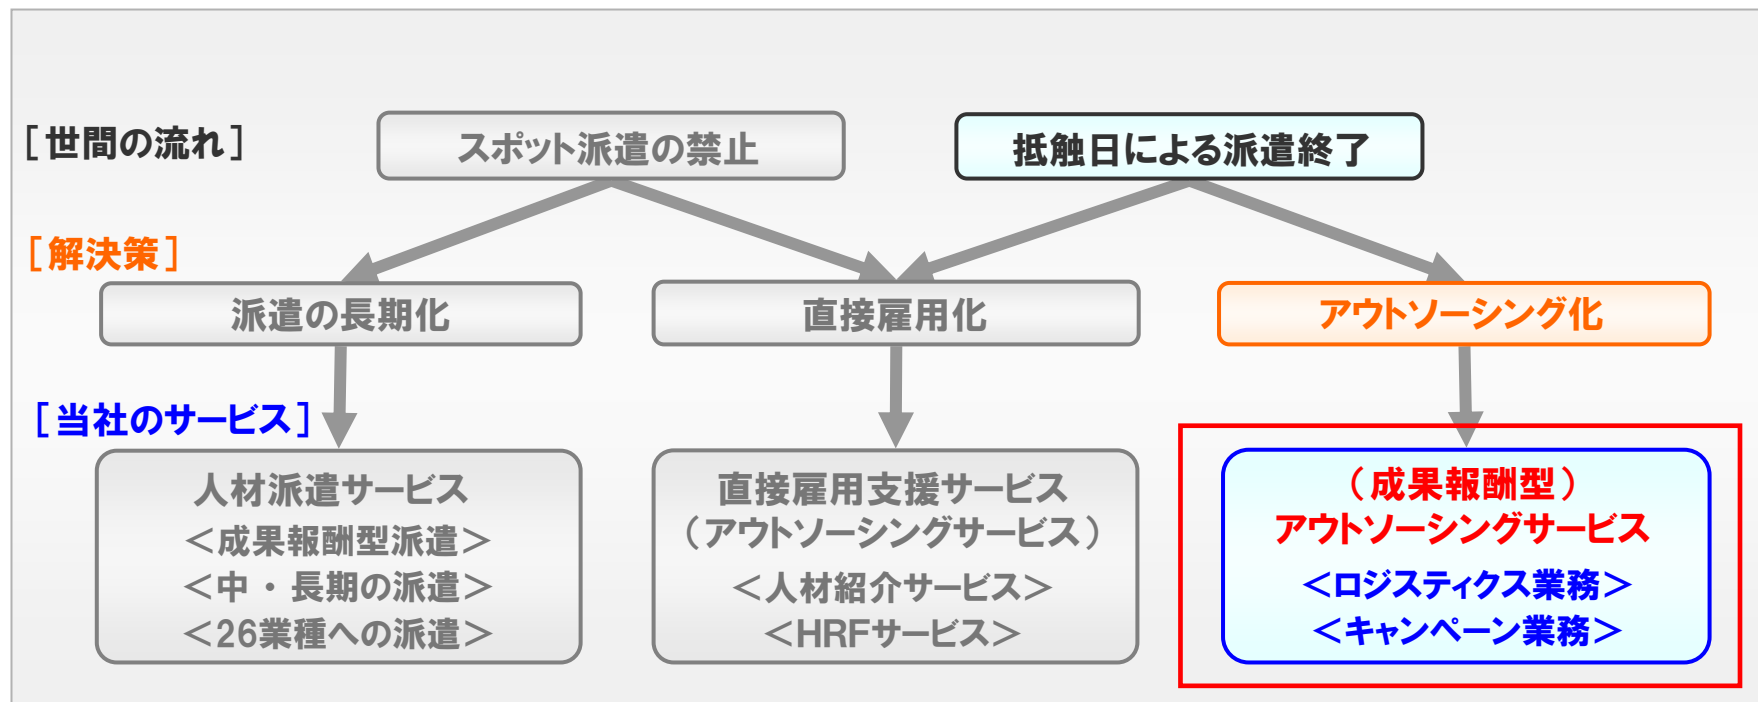 [世間の流れ]
スポット派遣の禁止
抵触日による派遣終了
[解決策]
派遣の長期化
直接雇用化
アウトソーシング化
[当社のサービス]
人材派遣サービス
＜成果報酬型派遣＞
＜中・長期の派遣＞
＜26業種への派遣＞
直接雇用支援サービス
（アウトソーシングサービス）
＜人材紹介サービス＞
＜HRFサービス＞
（成果報酬型）
アウトソーシングサービス
＜ロジスティクス業務＞
＜キャンペーン業務＞